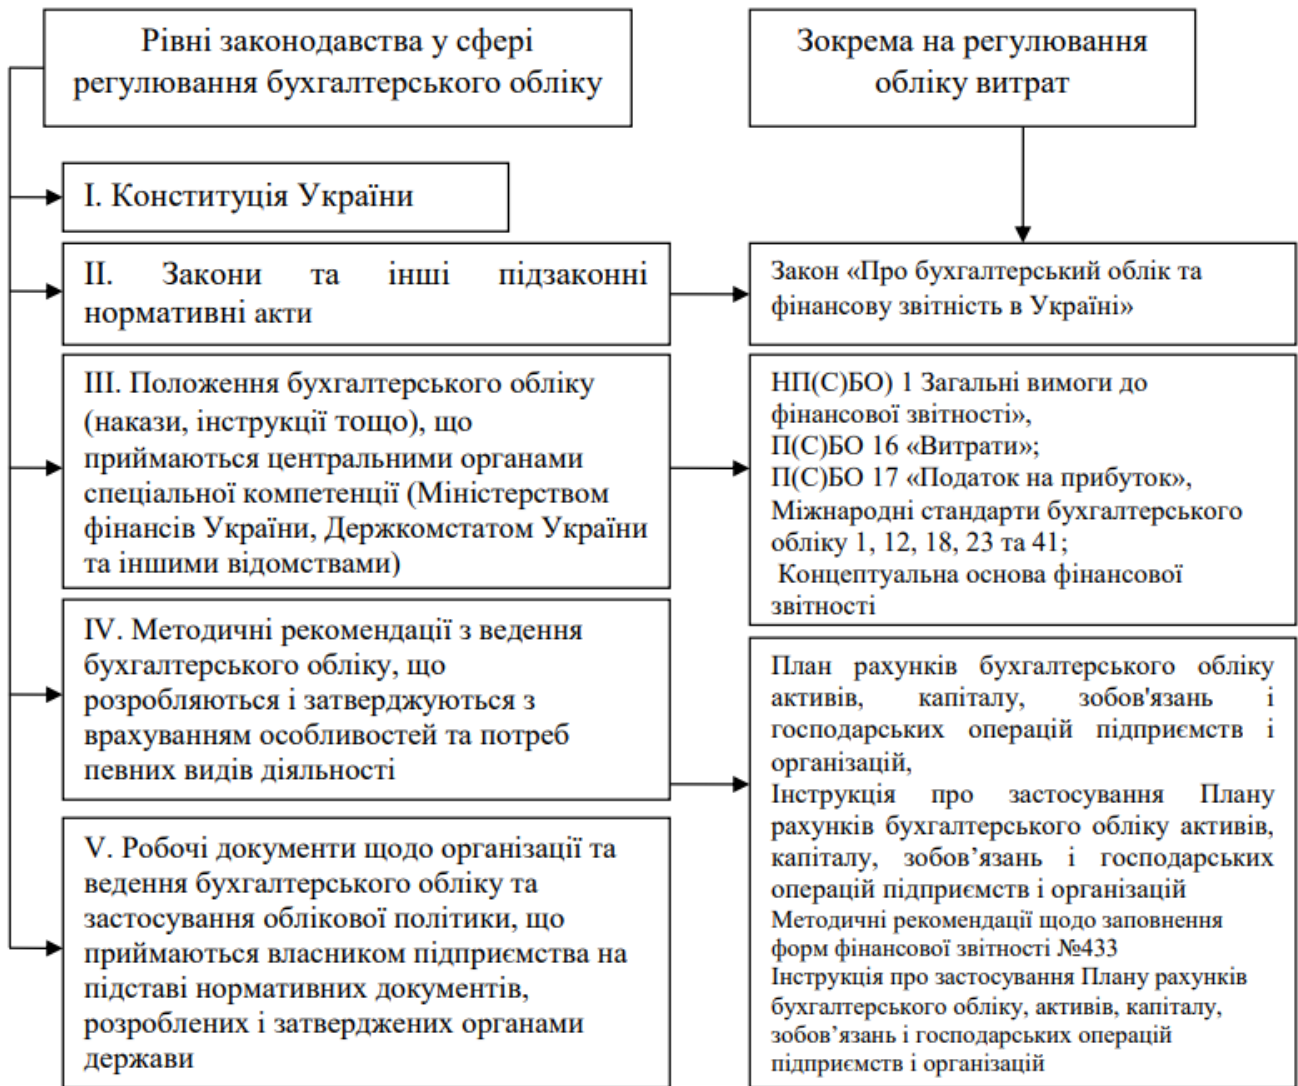 Рівні законодавства у сфері
регулювання бухгалтерського обліку
Зокрема на регулювання
обліку витрат
І. Конституція України
ІІ. Закони та інші підзаконні
нормативні акти
Закон «Про бухгалтерський облік та
фінансову звітність в Україні»
ІІІ. Положення бухгалтерського обліку
(накази, інструкції тощо), що
приймаються центральними органами
спеціальної компетенції (Міністерством
фінансів України, Держкомстатом України
та іншими відомствами)
НП(С)БО) 1 Загальні вимоги до
фінансової звітності»,
П(С)БО 16 «Витрати»;
П(С)БО 17 «Податок на прибуток»,
Міжнародні стандарти бухгалтерського
обліку 1, 12, 18, 23 та 41;
Концептуальна основа фінансової
звітності
IV. Методичні рекомендації з ведення
бухгалтерського обліку, що
розробляються і затверджуються з
врахуванням особливостей та потреб
певних видів діяльності
План рахунків бухгалтерського обліку
активів, капіталу, зобов'язань і
господарських операцій підприємств і
організацій,
Інструкція про застосування Плану
рахунків бухгалтерського обліку активів,
капіталу, зобов’язань і господарських
операцій підприємств і організацій
Методичні рекомендації щодо заповнення
форм фінансової звітності №433
Інструкція про застосування Плану рахунків
бухгалтерського обліку, активів, капіталу,
зобов’язань і господарських операцій
підприємств і організацій
V. Робочі документи щодо організації та
ведення бухгалтерського обліку та
застосування облікової політики, що
приймаються власником підприємства на
підставі нормативних документів,
розроблених і затверджених органами
держави